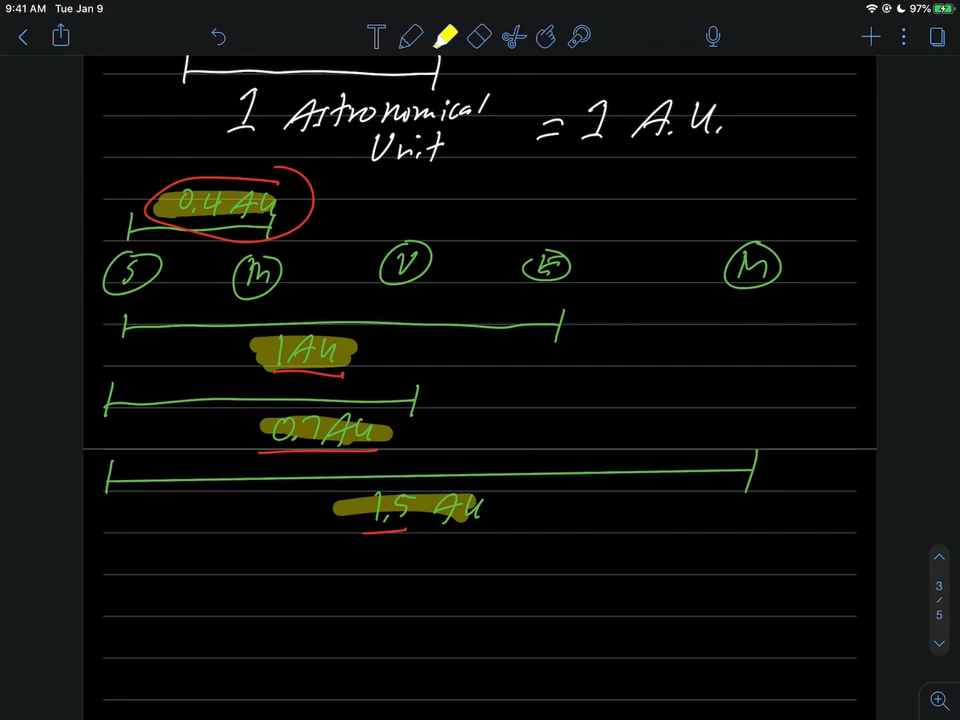 9:41 AM Tue Jan 9
97%
1 Astronomical = 1 A.U.
Unit
0.4 AU
S M V E M
1 AU
0.7 AU
1.5 AU
3
/
5